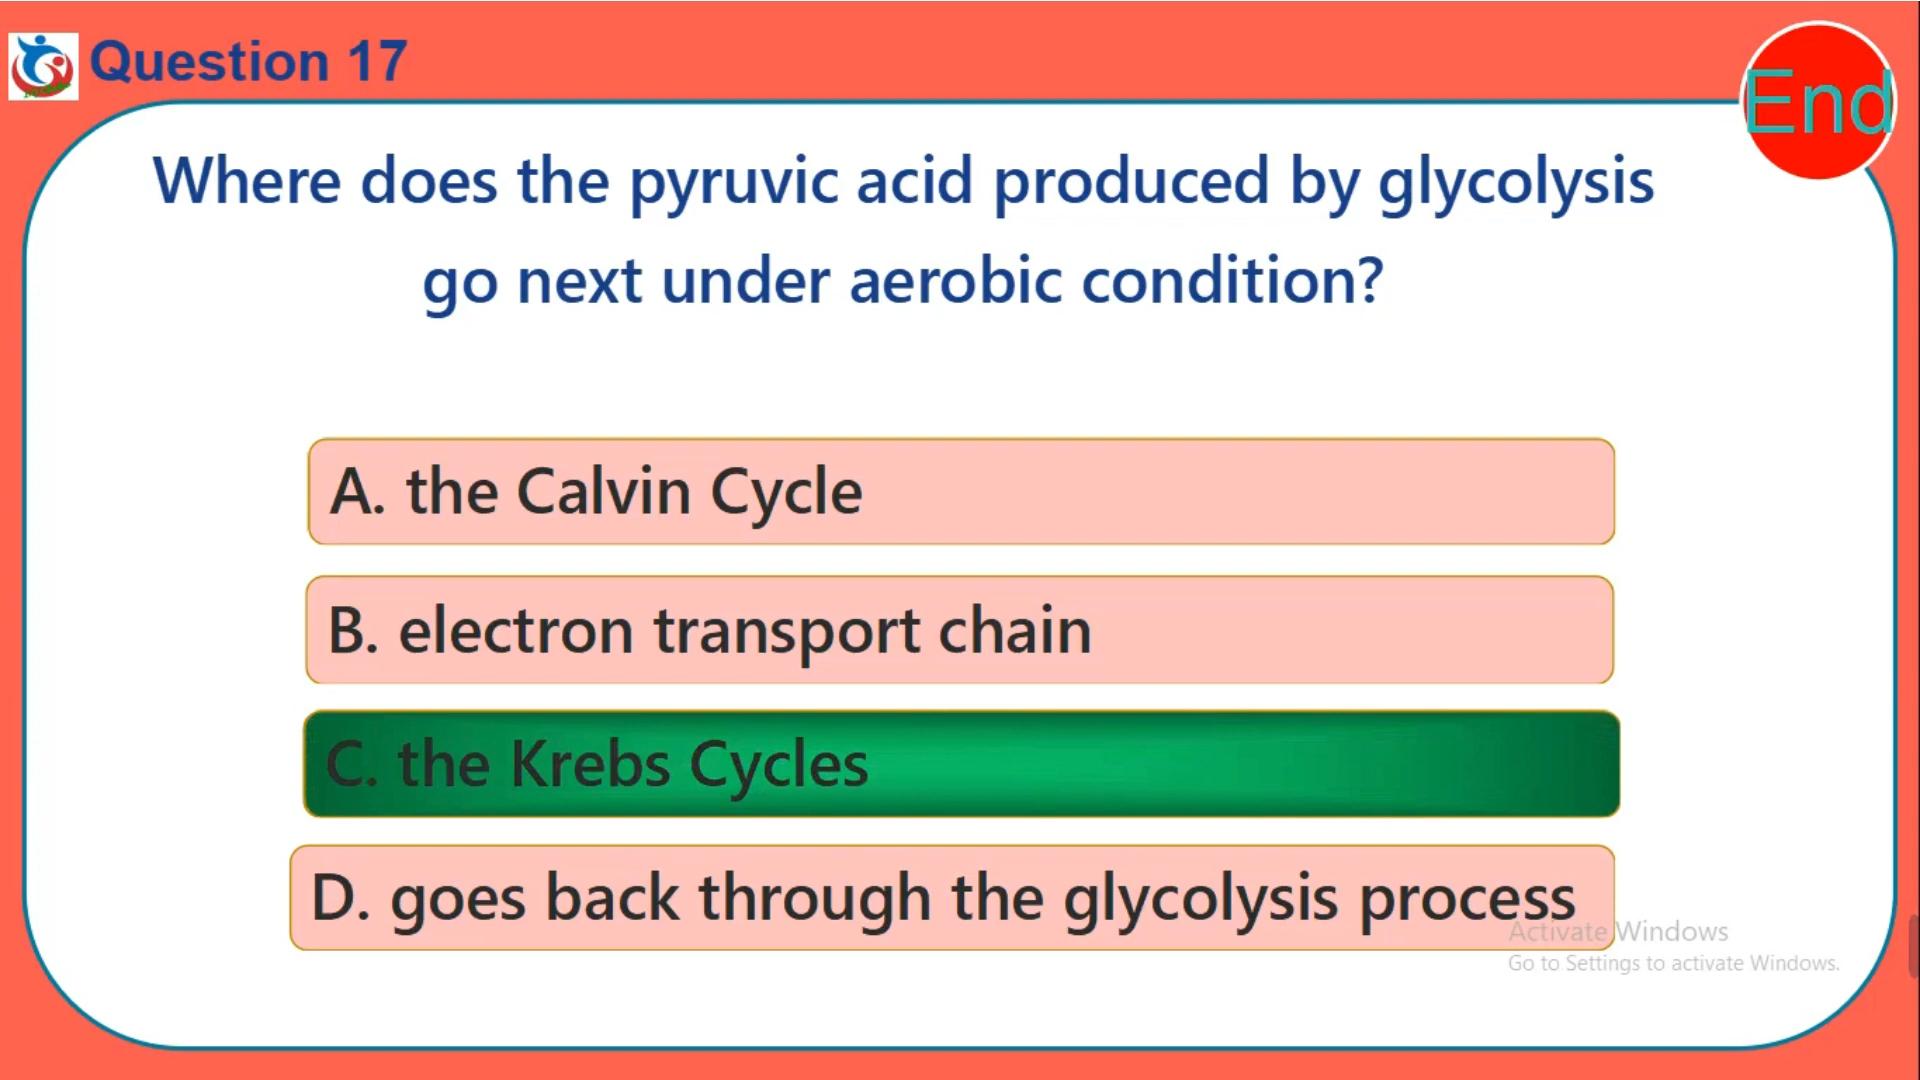 Question 17
End
Where does the pyruvic acid produced by glycolysis
go next under aerobic condition?
A. the Calvin Cycle
B. electron transport chain
C. the Krebs Cycles
D. goes back through the glycolysis process
Activate Windows
Go to Settings to activate Windows.